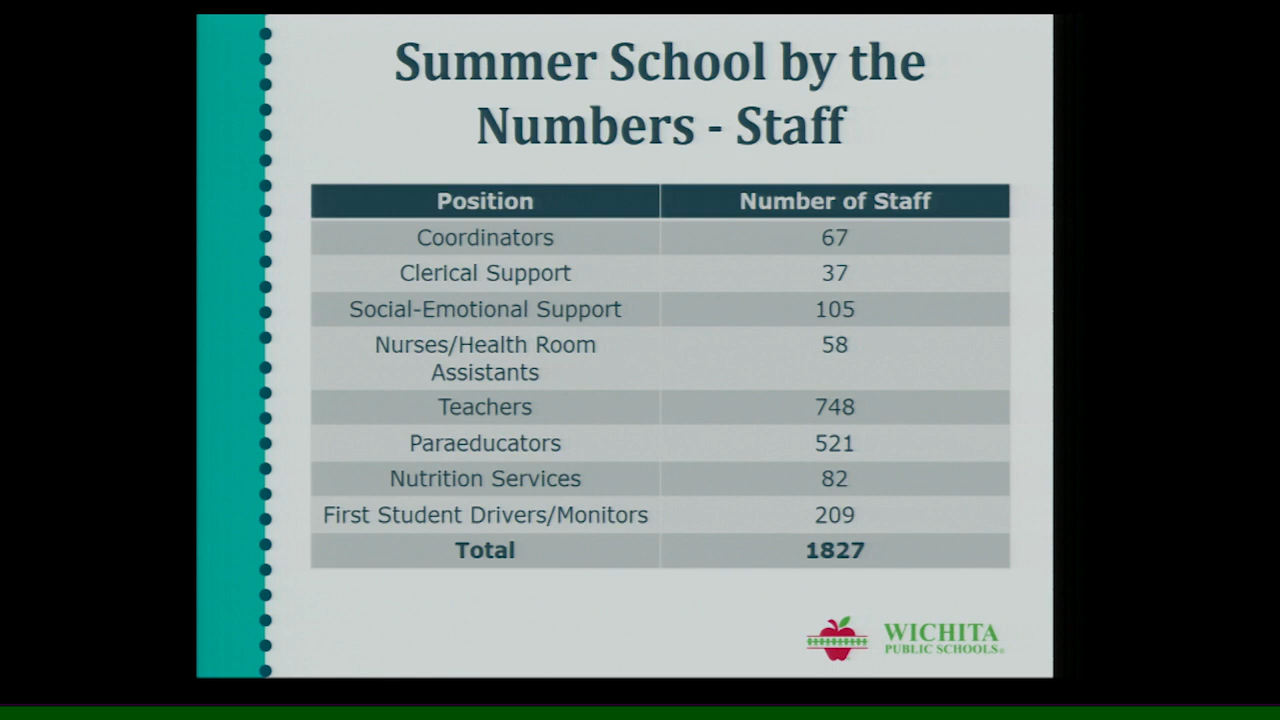 Summer School by the
Numbers - Staff
Position Number of Staff
Coordinators 67
Clerical Support 37
Social-Emotional Support 105
Nurses/Health Room 58
Assistants
Teachers 748
Paraeducators 521
Nutrition Services 82
First Student Drivers/Monitors 209
Total 1827
WICHITA
PUBLIC SCHOOLS